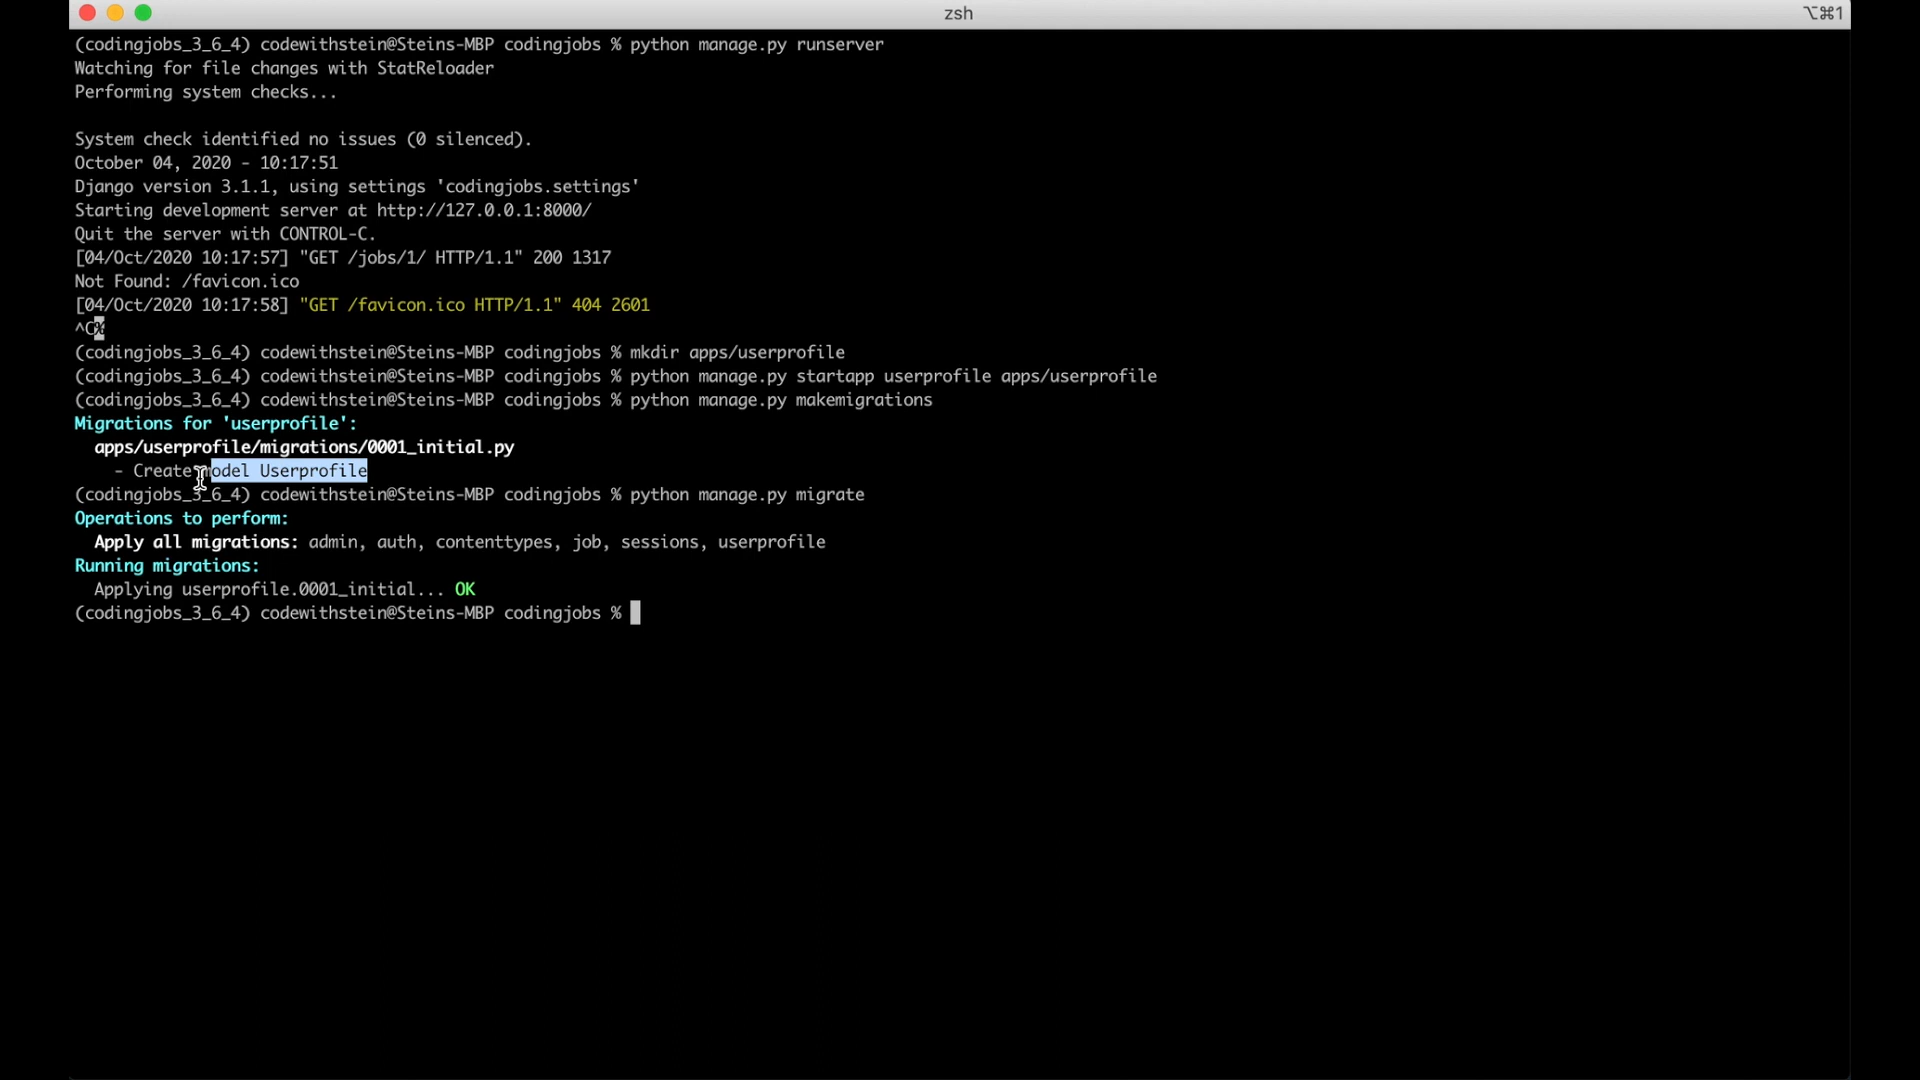 zsh
⌥⌘1
(codingjobs_3_6_4) codewithstein@Steins-MBP codingjobs % python manage.py runserver
Watching for file changes with StatReloader
Performing system checks...
System check identified no issues (0 silenced).
October 04, 2020 - 10:17:51
Django version 3.1.1, using settings 'codingjobs.settings'
Starting development server at http://127.0.0.1:8000/
Quit the server with CONTROL-C.
[04/Oct/2020 10:17:57] "GET /jobs/1/ HTTP/1.1" 200 1317
Not Found: /favicon.ico
[04/Oct/2020 10:17:58] "GET /favicon.ico HTTP/1.1" 404 2601
^C%
(codingjobs_3_6_4) codewithstein@Steins-MBP codingjobs % mkdir apps/userprofile
(codingjobs_3_6_4) codewithstein@Steins-MBP codingjobs % python manage.py startapp userprofile apps/userprofile
(codingjobs_3_6_4) codewithstein@Steins-MBP codingjobs % python manage.py makemigrations
Migrations for 'userprofile':
apps/userprofile/migrations/0001_initial.py
- Create model Userprofile
(codingjobs_3_6_4) codewithstein@Steins-MBP codingjobs % python manage.py migrate
Operations to perform:
Apply all migrations: admin, auth, contenttypes, job, sessions, userprofile
Running migrations:
Applying userprofile.0001_initial... OK
(codingjobs_3_6_4) codewithstein@Steins-MBP codingjobs %